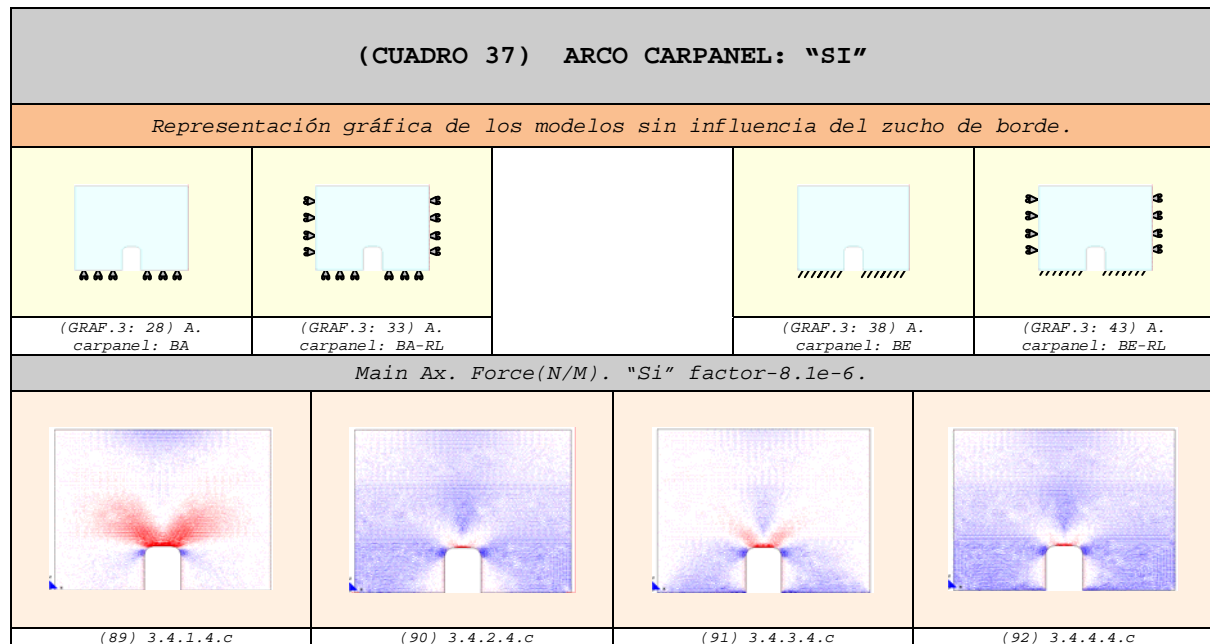 (CUADRO 37) ARCO CARPANEL: “SI”
Representación gráfica de los modelos sin influencia del zucho de borde.
(GRAF.3: 28) A.
carpanel: BA
(GRAF.3: 33) A.
carpanel: BA-RL
(GRAF.3: 38) A.
carpanel: BE
(GRAF.3: 43) A.
carpanel: BE-RL
Main Ax. Force(N/M). “Si” factor-8.1e-6.
(89) 3.4.1.4.c
(90) 3.4.2.4.c
(91) 3.4.3.4.c
(92) 3.4.4.4.c